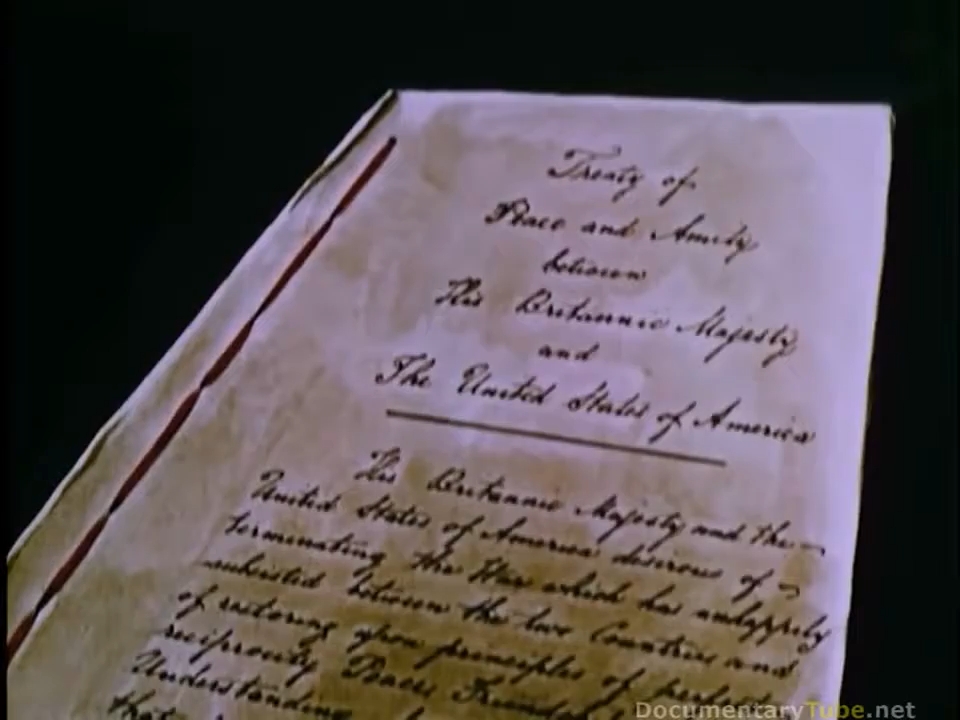 Treaty of
Peace and Amity
between
His Britannic Majesty
and
The United States of America
His Britannic Majesty and the
United States of America desirous of
terminating the War which has unhappily
subsisted between the two Countries and
of restoring upon principles of perfect
reciprocity Peace Friend
Understanding
that
DocumentaryTube.net